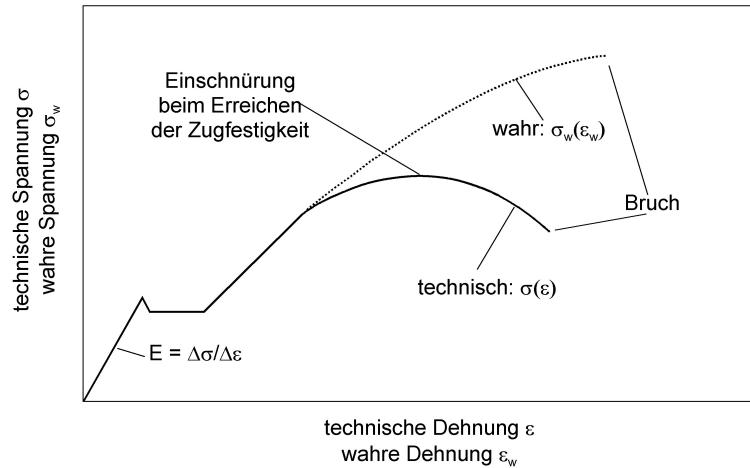 technische Spannung σ
wahre Spannung σw
Einschnürung
beim Erreichen
der Zugfestigkeit
wahr: σw(εw)
Bruch
technisch: σ(ε)
E = Δσ/Δε
technische Dehnung ε
wahre Dehnung εw